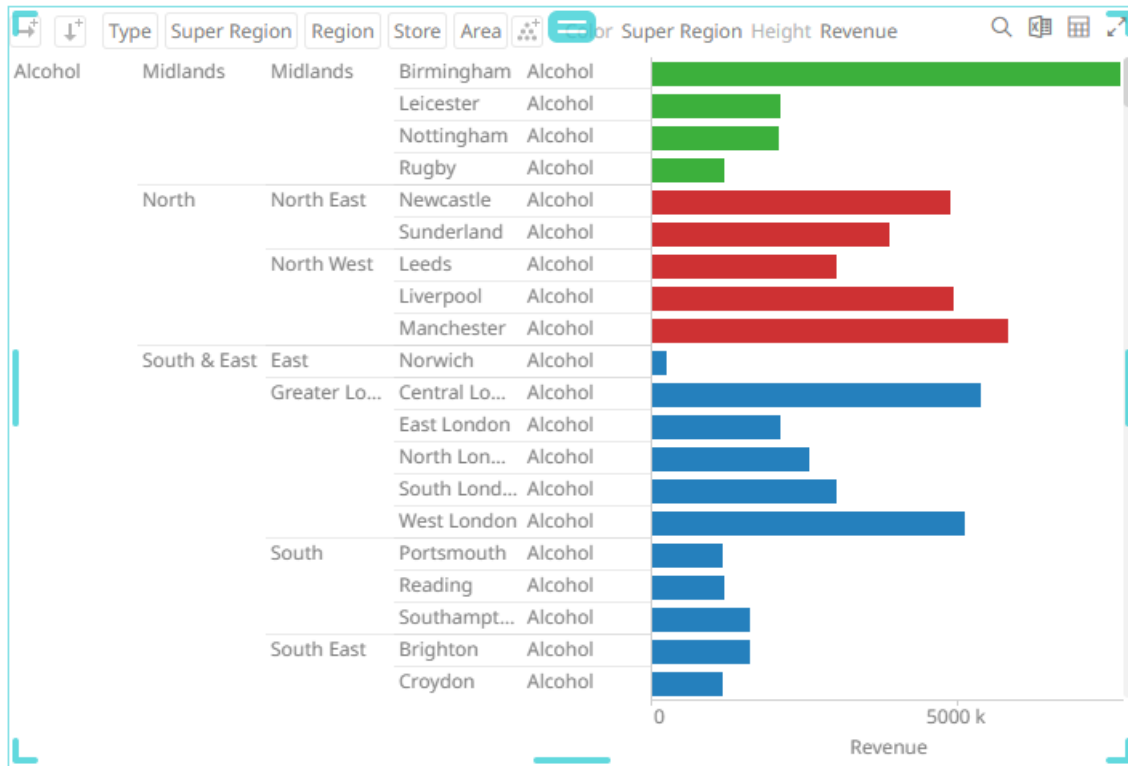 Type Super Region Region Store Area Color Super Region Height Revenue
Alcohol Midlands Midlands Birmingham Alcohol
Leicester Alcohol
Nottingham Alcohol
Rugby Alcohol
North North East Newcastle Alcohol
Sunderland Alcohol
North West Leeds Alcohol
Liverpool Alcohol
Manchester Alcohol
South & East East Norwich Alcohol
Greater Lo... Central Lo... Alcohol
East London Alcohol
North Lon... Alcohol
South Lond... Alcohol
West London Alcohol
South Portsmouth Alcohol
Reading Alcohol
Southampt... Alcohol
South East Brighton Alcohol
Croydon Alcohol
0 5000 k
Revenue